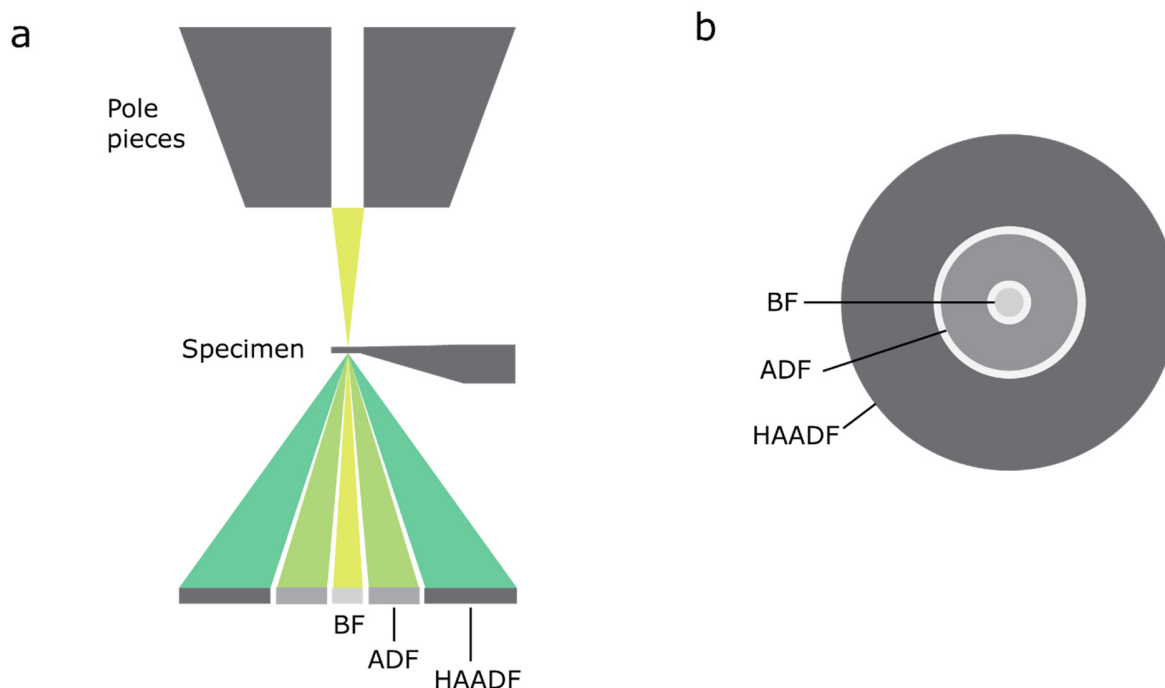 a
Pole
pieces
Specimen
BF
ADF
HAADF
b
BF
ADF
HAADF